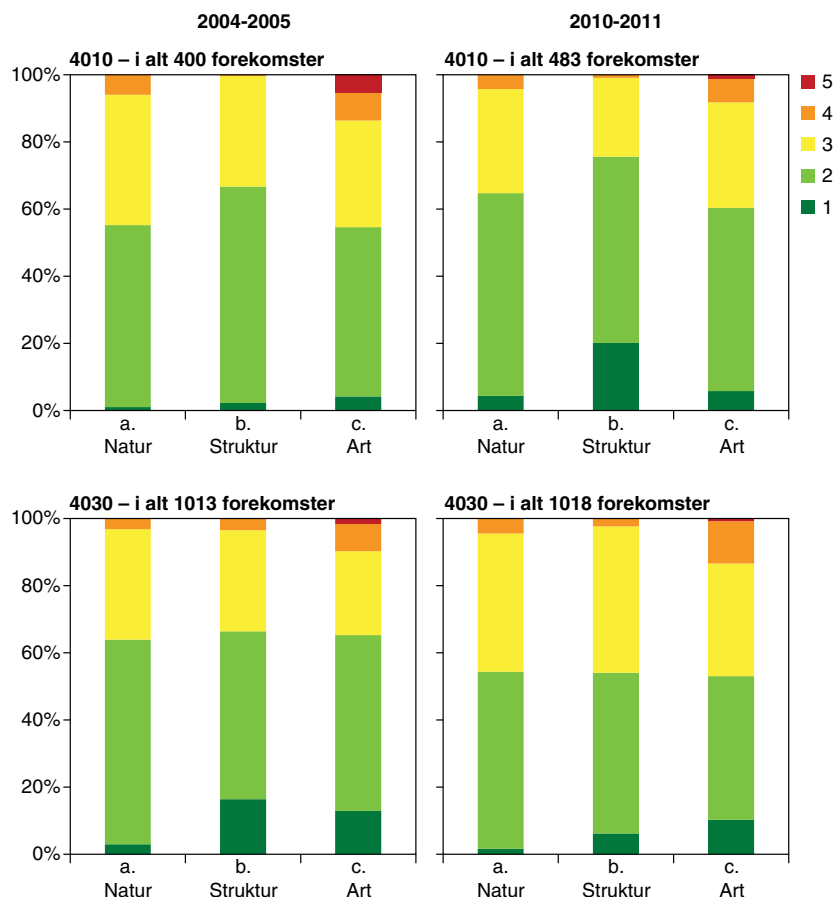 2004-2005
2010-2011
4010 – i alt 400 forekomster
4010 – i alt 483 forekomster
100%
80%
60%
40%
20%
0%
5
4
3
2
1
a. b. c.
Natur Struktur Art
a. b. c.
Natur Struktur Art
4030 – i alt 1013 forekomster
4030 – i alt 1018 forekomster
100%
80%
60%
40%
20%
0%
a. b. c.
Natur Struktur Art
a. b. c.
Natur Struktur Art